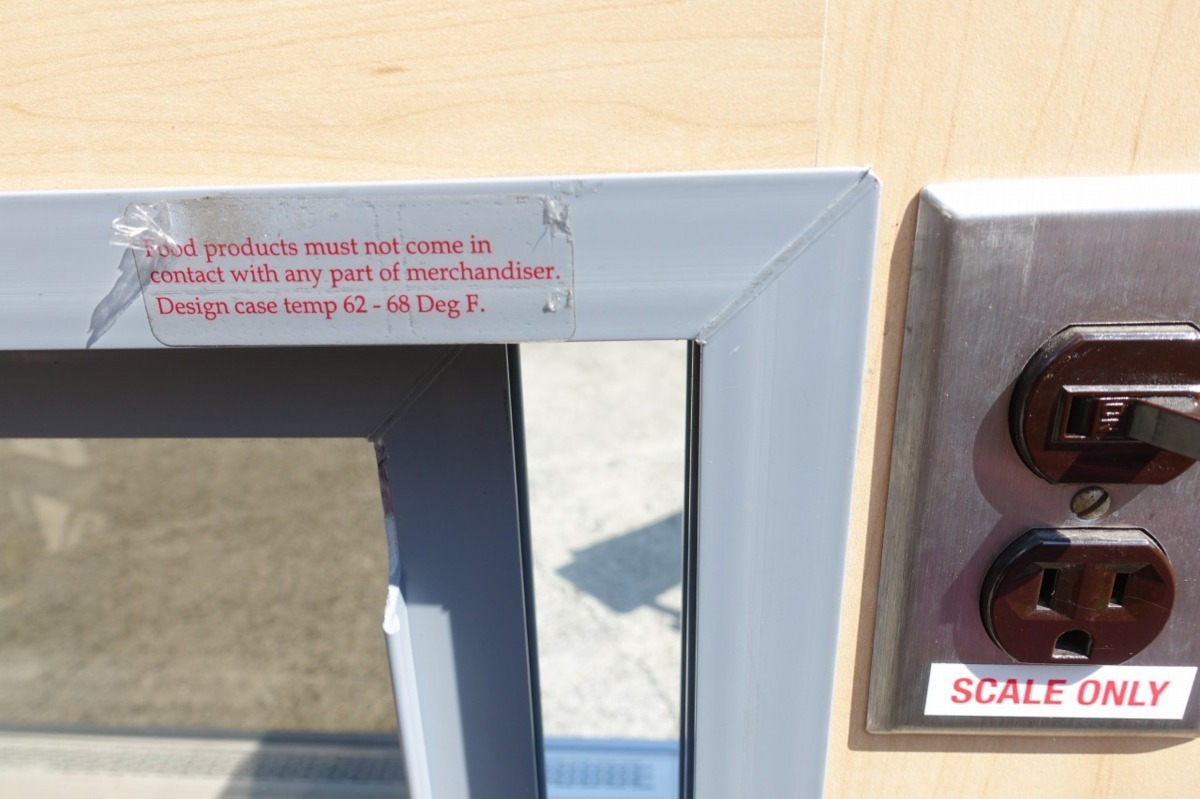 Food products must not come in
contact with any part of merchandiser.
Design case temp 62 - 68 Deg F.
SCALE ONLY